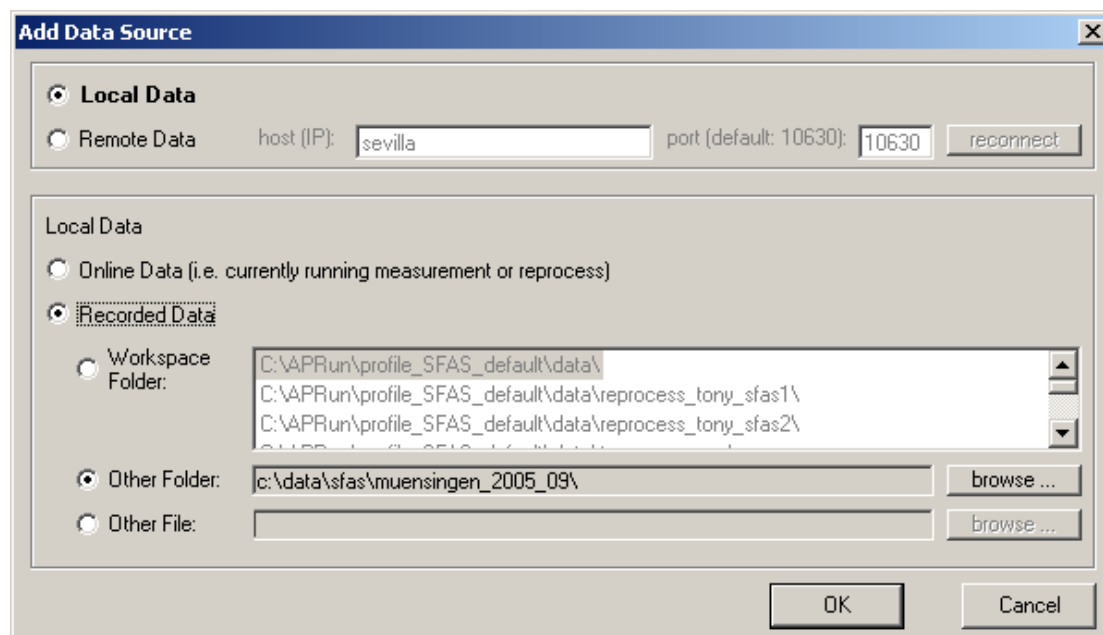 Add Data Source
Local Data
Remote Data host (IP): sevilla port (default: 10630): 10630 reconnect
Local Data
Online Data (i.e. currently running measurement or reprocess)
Recorded Data
Workspace
Folder:
C:\APRun\profile_SFAS_default\data\
C:\APRun\profile_SFAS_default\data\reprocess_tony_sfas1\
C:\APRun\profile_SFAS_default\data\reprocess_tony_sfas2\
Other Folder: c:\data\sfas\muensingen_2005_09\ browse ...
Other File: browse ...
OK Cancel